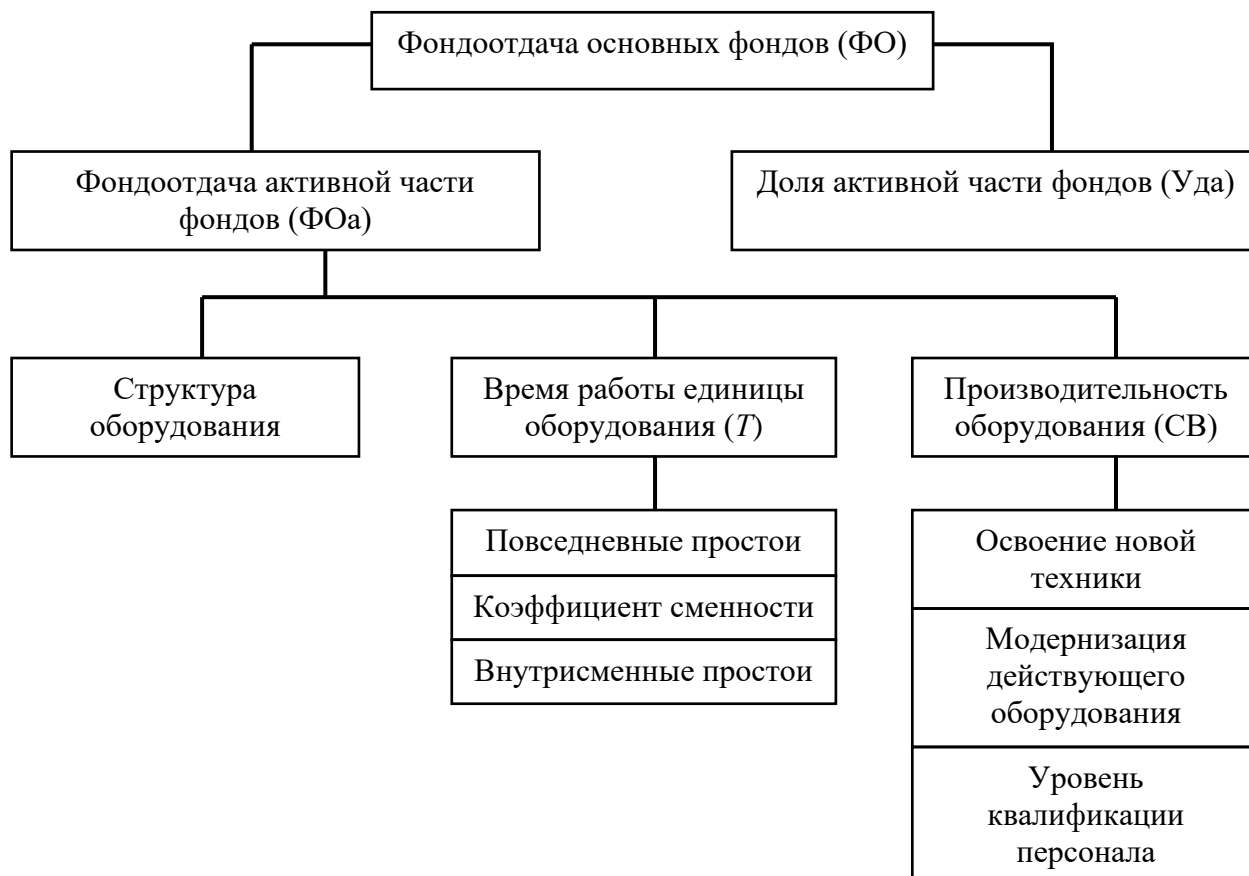 Фондоотдача основных фондов (ФО)
Фондоотдача активной части
фондов (ФОа)
Доля активной части фондов (Уда)
Структура
оборудования
Время работы единицы
оборудования (Т)
Производительность
оборудования (СВ)
Повседневные простои
Коэффициент сменности
Внутрисменные простои
Освоение новой
техники
Модернизация
действующего
оборудования
Уровень
квалификации
персонала